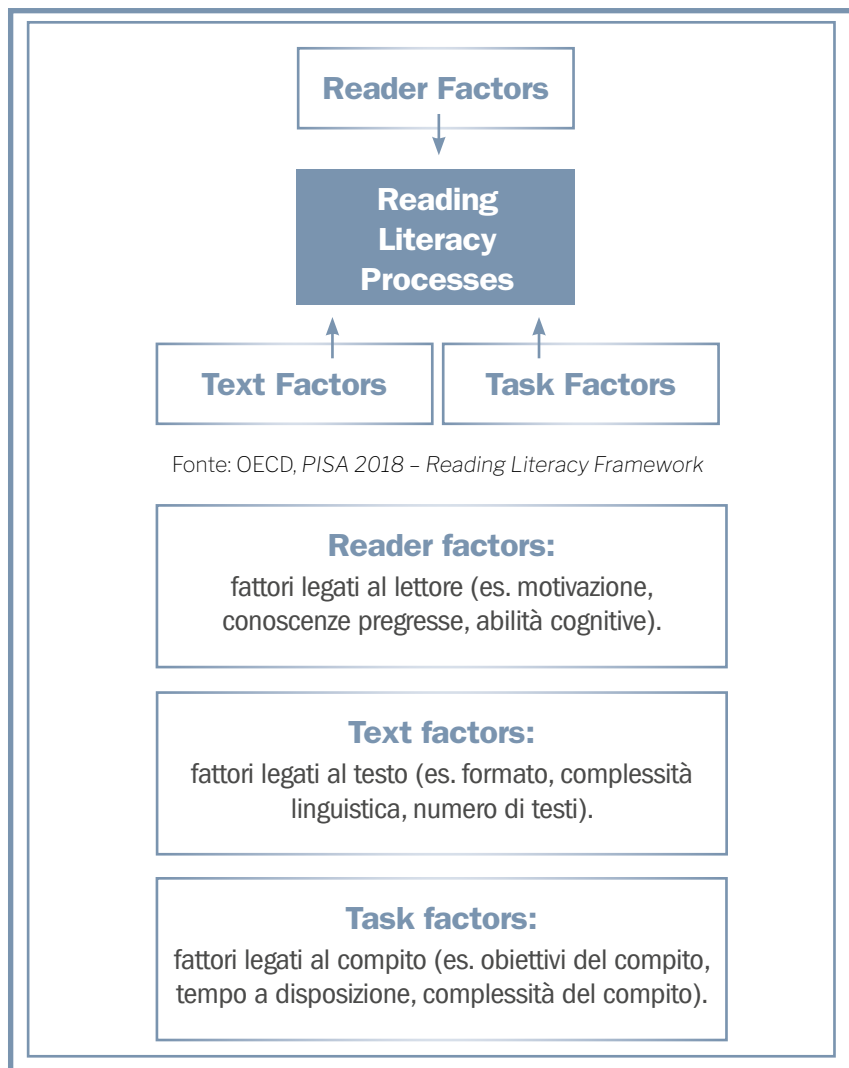 Reader Factors
Reading
Literacy
Processes
Text Factors
Task Factors
Fonte: OECD, PISA 2018 – Reading Literacy Framework
Reader factors:
fattori legati al lettore (es. motivazione,
conoscenze pregresse, abilità cognitive).
Text factors:
fattori legati al testo (es. formato, complessità
linguistica, numero di testi).
Task factors:
fattori legati al compito (es. obiettivi del compito,
tempo a disposizione, complessità del compito).